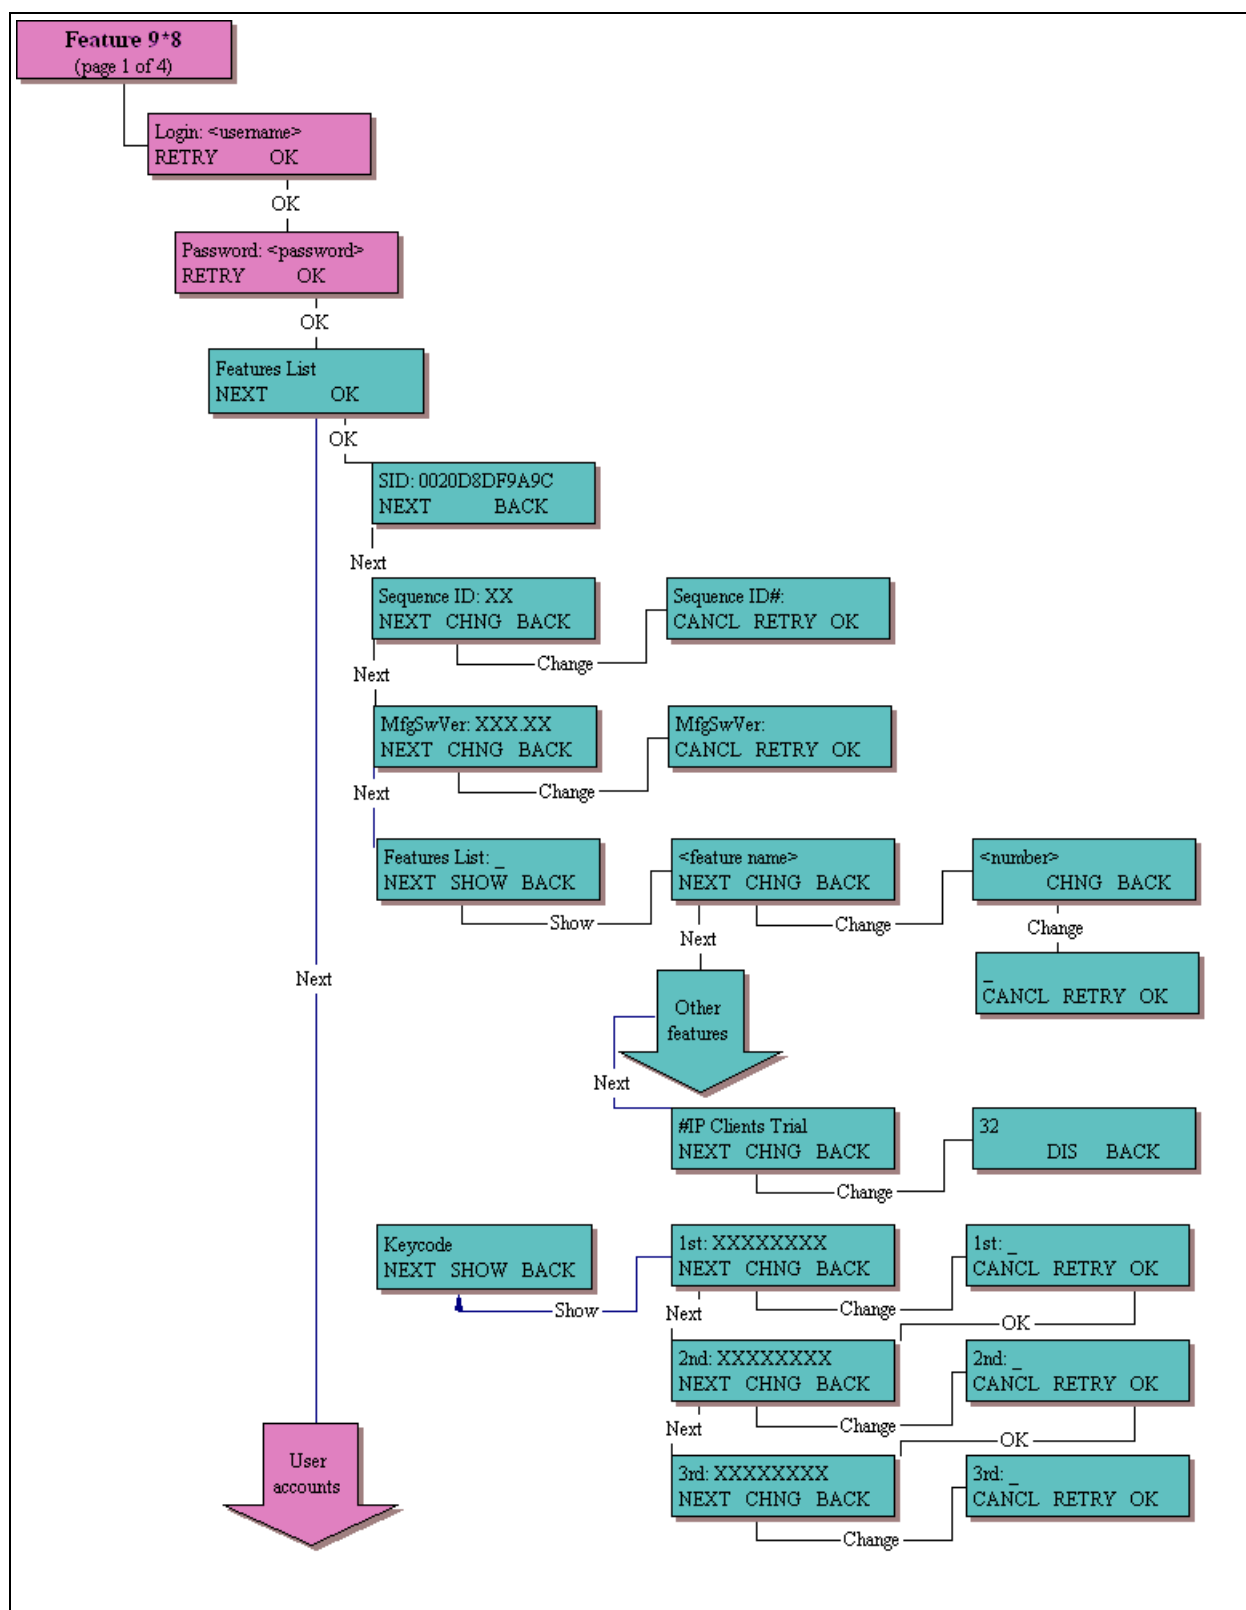 Feature 9*8
(page 1 of 4)
Login: <username>
RETRY OK
OK
Password: <password>
RETRY OK
OK
Features List
NEXT OK
OK
SID: 0020D8DF9A9C
NEXT BACK
Next
Sequence ID: XX
NEXT CHNG BACK
Change
Sequence ID#:
CANCL RETRY OK
Next
MfgSwVer: XXX.XX
NEXT CHNG BACK
Change
MfgSwVer:
CANCL RETRY OK
Next
Features List: _
NEXT SHOW BACK
Show
<feature name>
NEXT CHNG BACK
Change
<number>
CHNG BACK
Change
_
CANCL RETRY OK
Next
Other
features
Next
Next
#IP Clients Trial
NEXT CHNG BACK
Change
32
DIS BACK
Keycode
NEXT SHOW BACK
Show
1st: XXXXXXXX
NEXT CHNG BACK
Change
1st: _
CANCL RETRY OK
Next
OK
2nd: XXXXXXXX
NEXT CHNG BACK
Change
2nd: _
CANCL RETRY OK
Next
OK
3rd: XXXXXXXX
NEXT CHNG BACK
Change
3rd: _
CANCL RETRY OK
User
accounts